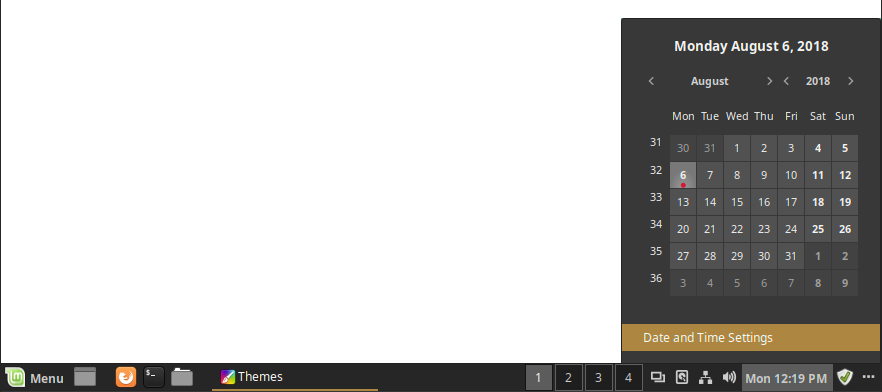 Monday August 6, 2018
August 2018
Mon Tue Wed Thu Fri Sat Sun
31 30 31 1 2 3 4 5
32 6 7 8 9 10 11 12
33 13 14 15 16 17 18 19
34 20 21 22 23 24 25 26
35 27 28 29 30 31 1 2
36 3 4 5 6 7 8 9
Date and Time Settings
Menu $_ Themes 1 2 3 4 Mon 12:19 PM